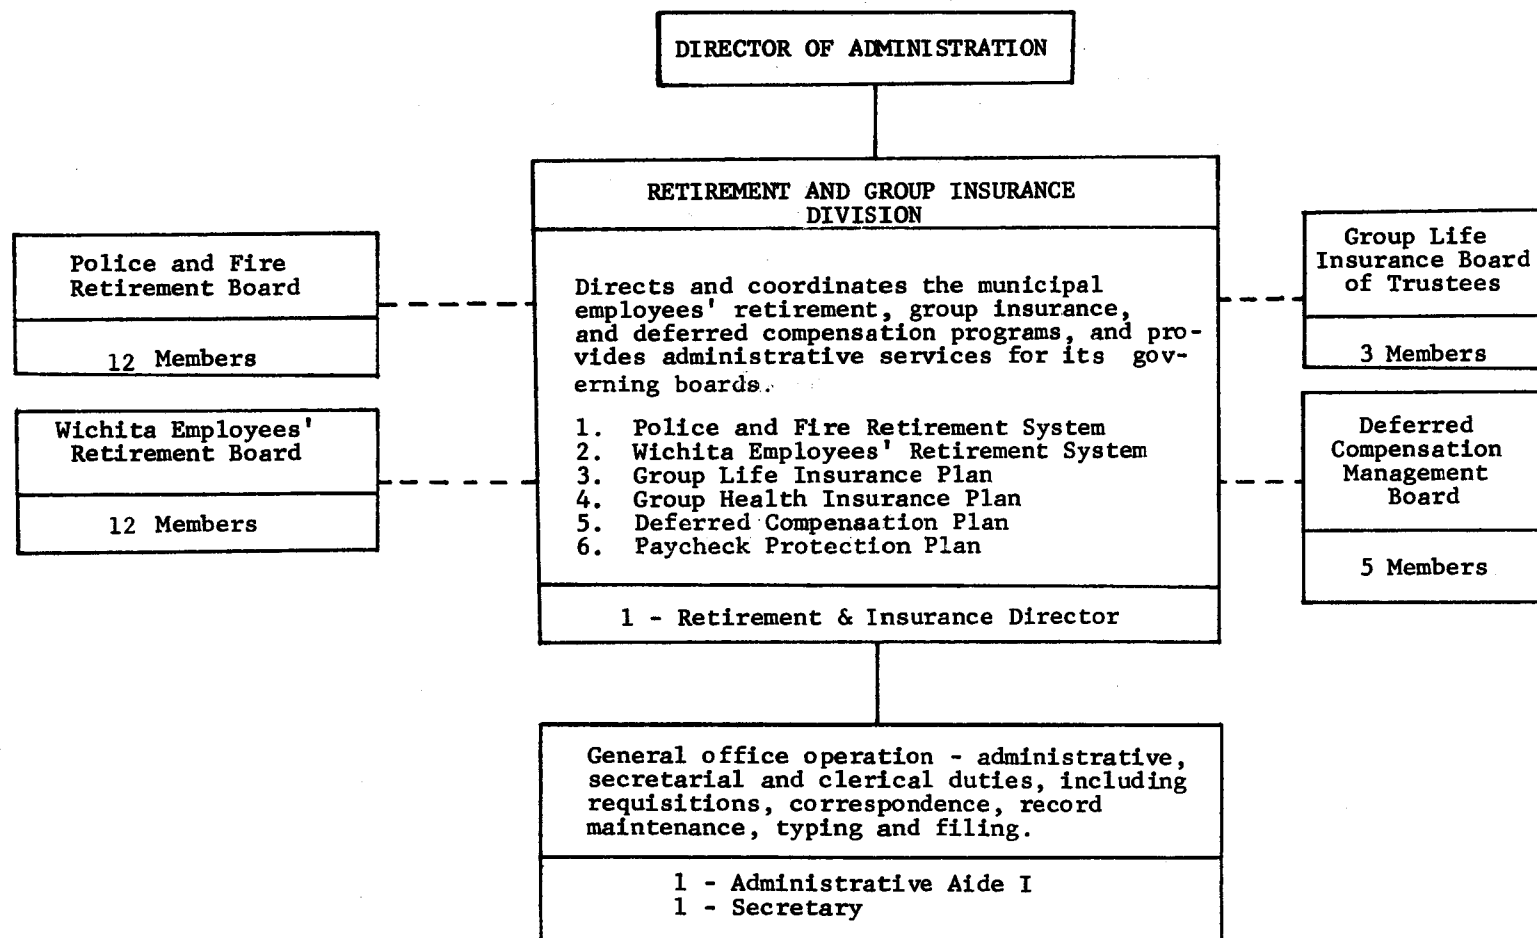 DIRECTOR OF ADMINISTRATION
RETIREMENT AND GROUP INSURANCE
DIVISION
Directs and coordinates the municipal
employees' retirement, group insurance,
and deferred compensation programs, and pro-
vides administrative services for its gov-
erning boards.
1. Police and Fire Retirement System
2. Wichita Employees' Retirement System
3. Group Life Insurance Plan
4. Group Health Insurance Plan
5. Deferred Compensation Plan
6. Paycheck Protection Plan
1 - Retirement & Insurance Director
Police and Fire
Retirement Board
12 Members
Wichita Employees'
Retirement Board
12 Members
Group Life
Insurance Board
of Trustees
3 Members
Deferred
Compensation
Management
Board
5 Members
General office operation - administrative,
secretarial and clerical duties, including
requisitions, correspondence, record
maintenance, typing and filing.
1 - Administrative Aide I
1 - Secretary